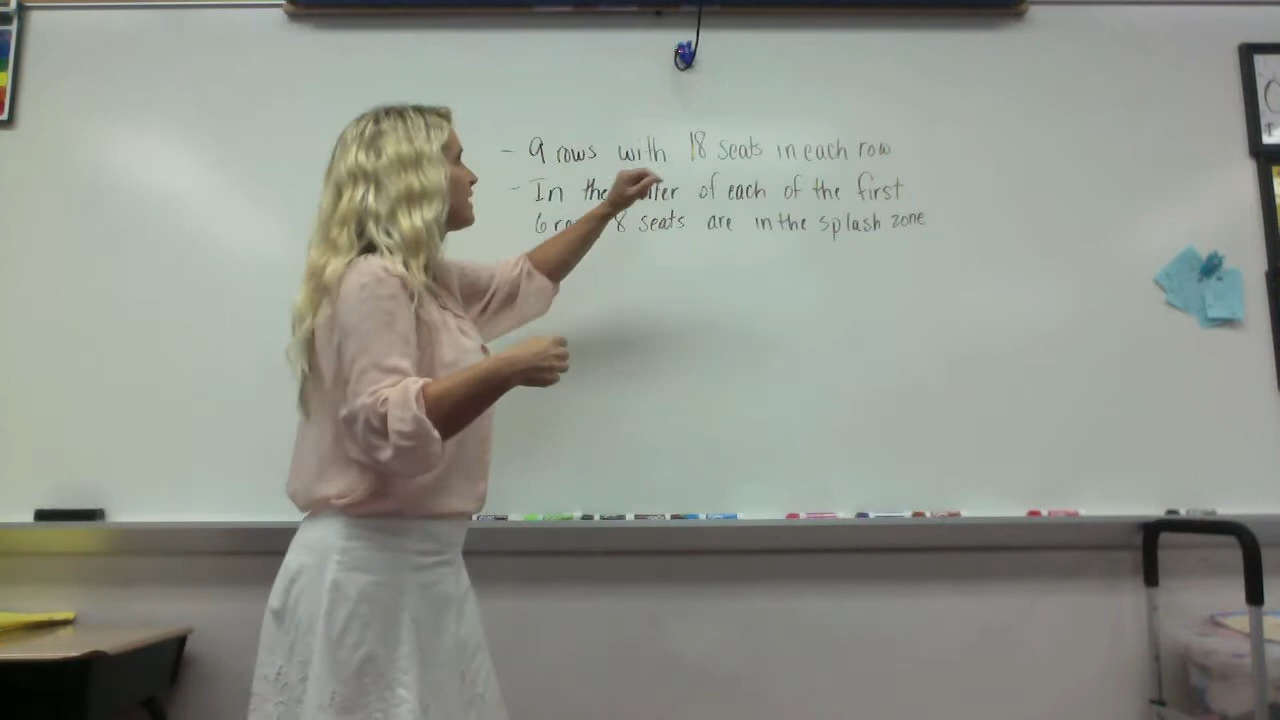 - 9 rows with 18 seats in each row
- In the of each of the first
6 8 seats are in the splash zone